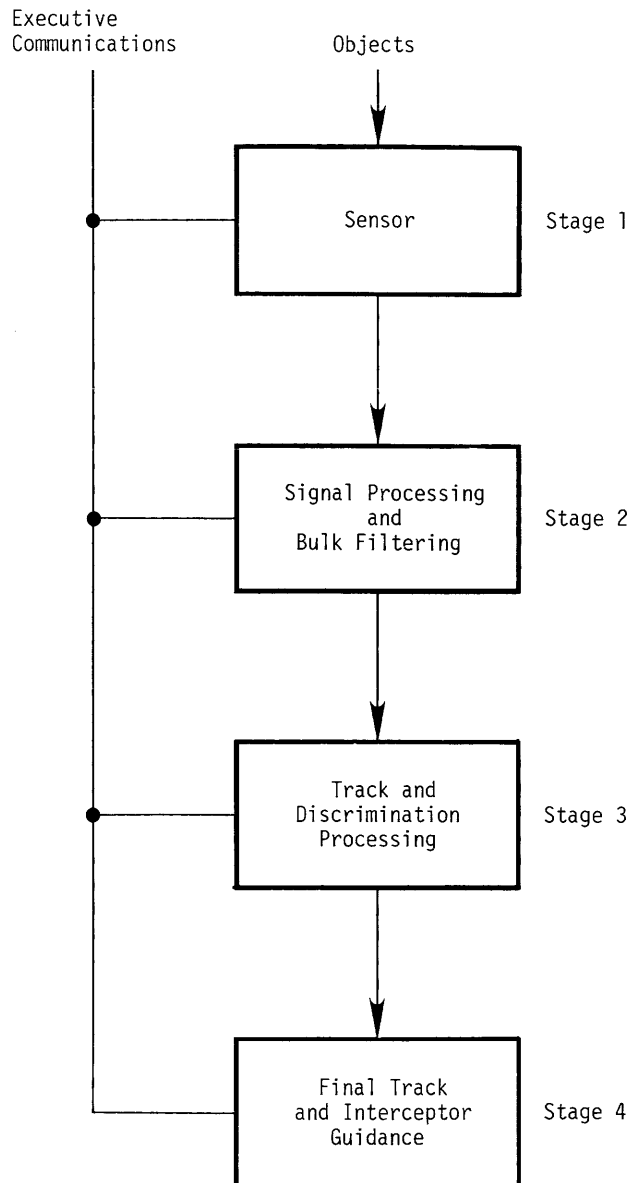 Executive
Communications
Objects
Sensor
Stage 1
Signal Processing
and
Bulk Filtering
Stage 2
Track and
Discrimination
Processing
Stage 3
Final Track
and Interceptor
Guidance
Stage 4